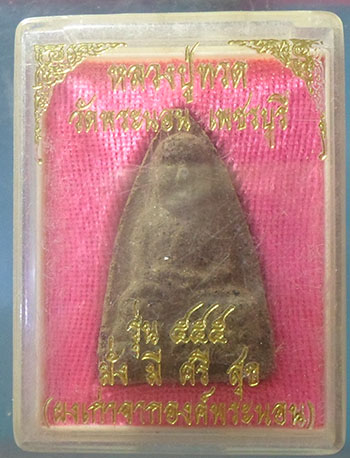 หลวงปู่ทวด
วัดพระนอน เพชรบุรี
รุ่น ๕๕๕
มั่ง มี ศรี สุข
(ผงเก่าจากองค์พระนอน)